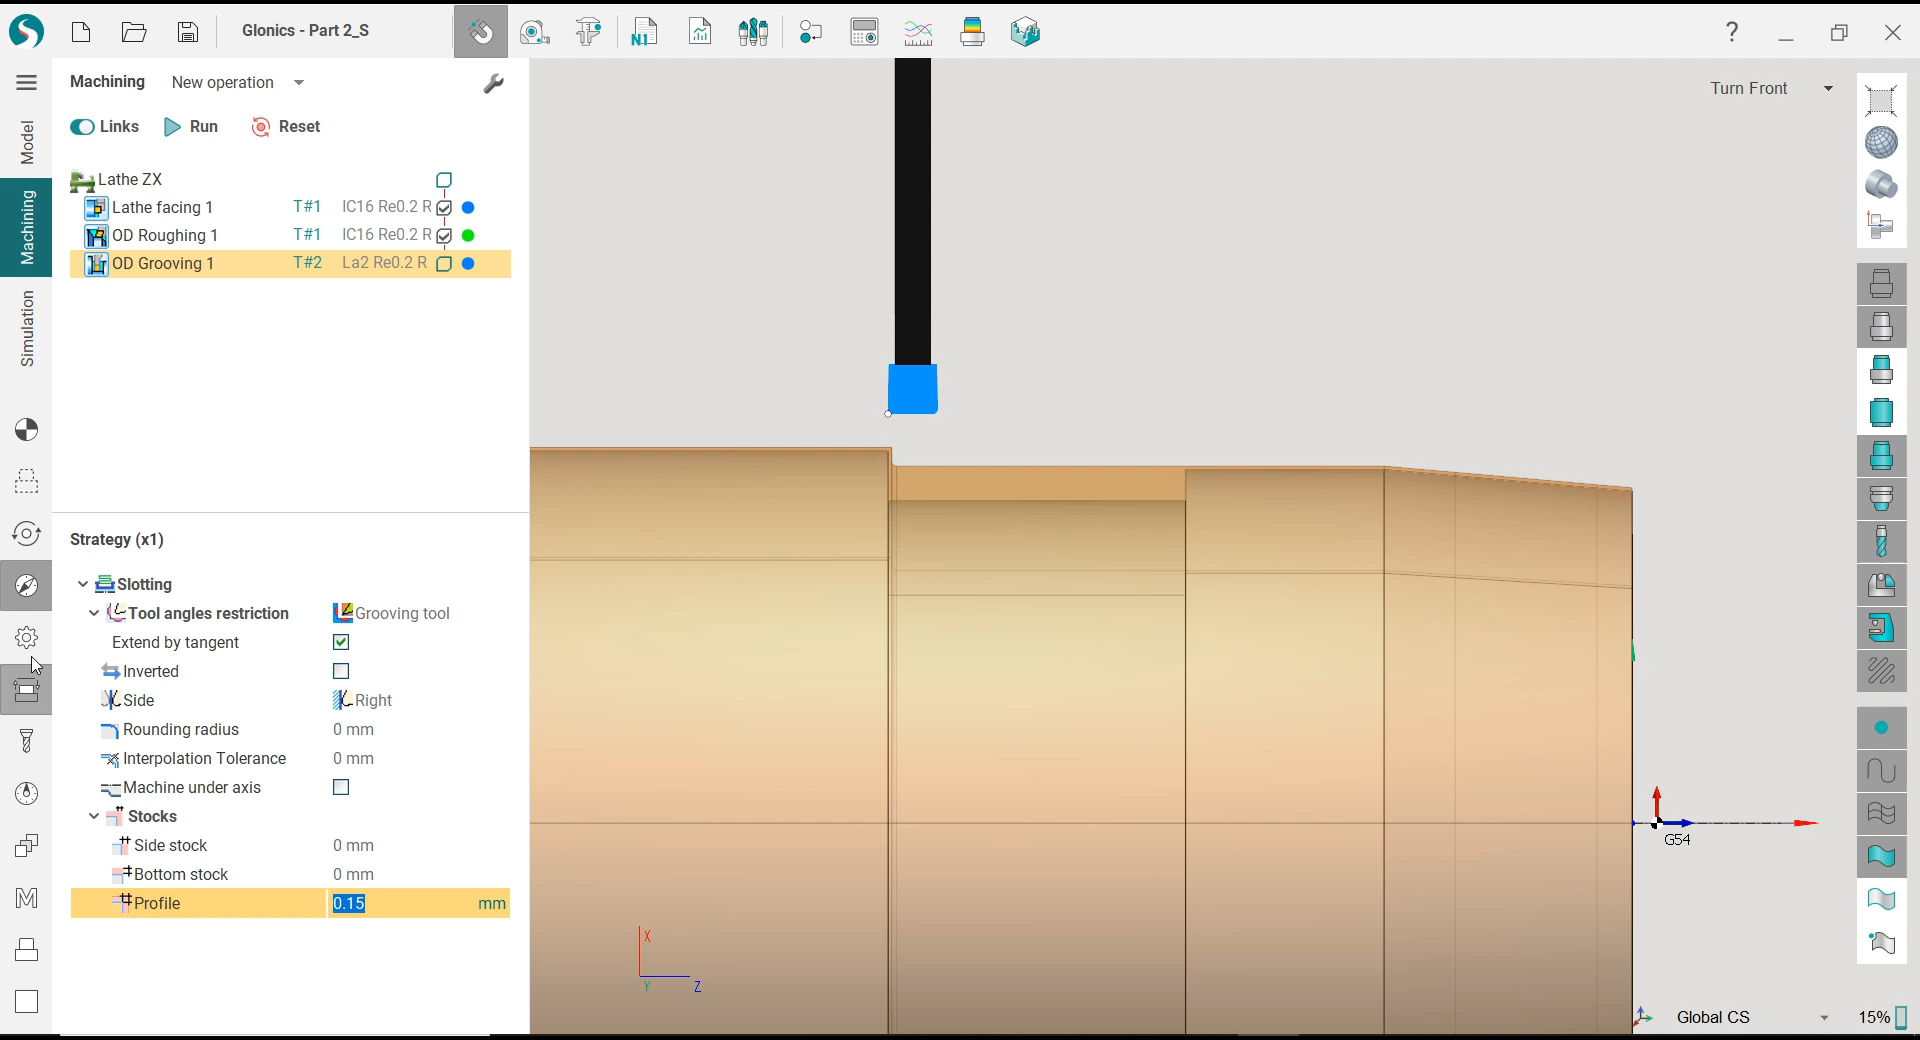 Glonics - Part 2_S
N1
?
Machining New operation
Links Run Reset
Model
Machining
Simulation
Lathe ZX
Lathe facing 1 T#1 IC16 Re0.2 R
OD Roughing 1 T#1 IC16 Re0.2 R
OD Grooving 1 T#2 La2 Re0.2 R
Strategy (x1)
Slotting
Tool angles restriction Grooving tool
Extend by tangent
Inverted
Side Right
Rounding radius 0 mm
Interpolation Tolerance 0 mm
Machine under axis
Stocks
Side stock 0 mm
Bottom stock 0 mm
Profile 0.15 mm
M
Turn Front
G54
X
Y Z
Global CS 15%